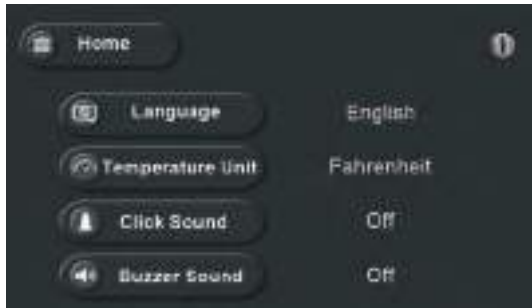 Home
Language English
Temperature Unit Fahrenheit
Click Sound Off
Buzzer Sound Off